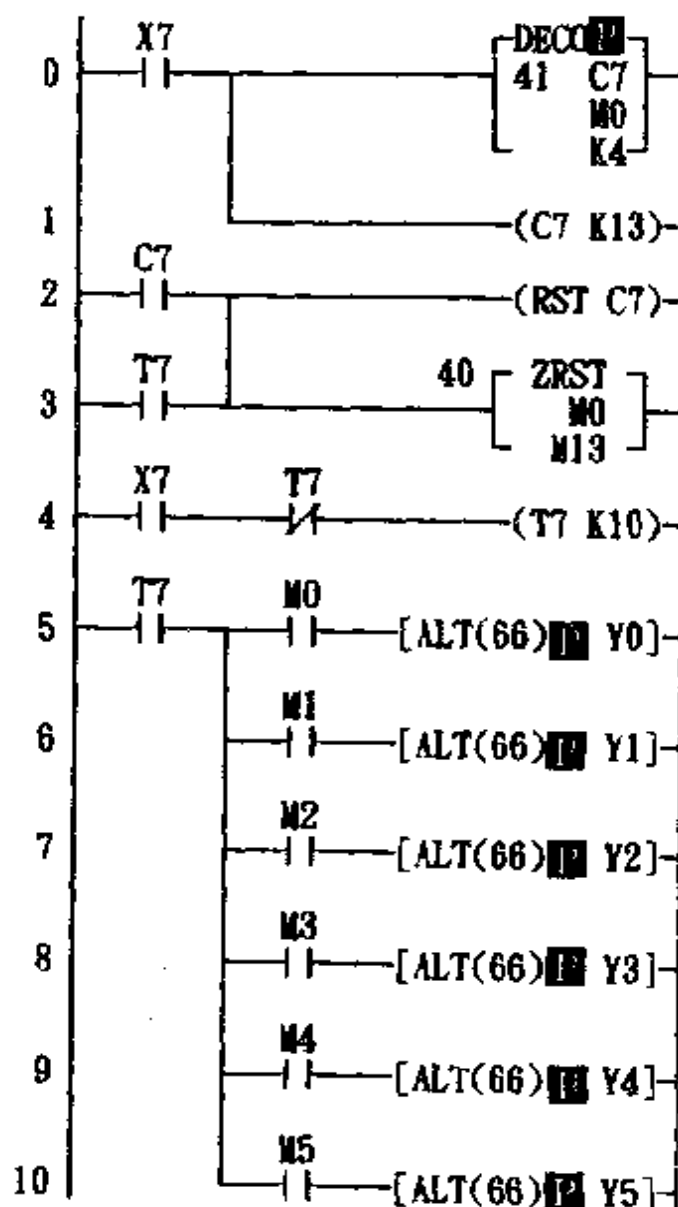 X7
0
DECO P
41 C7
M0
K4
1
(C7 K13)
C7
2
(RST C7)
T7
3
40 ZRST
M0
M13
X7 T7
4
(T7 K10)
T7 M0
5
[ALT(66) P Y0]
M1
6
[ALT(66) P Y1]
M2
7
[ALT(66) P Y2]
M3
8
[ALT(66) P Y3]
M4
9
[ALT(66) P Y4]
M5
10
[ALT(66) P Y5]